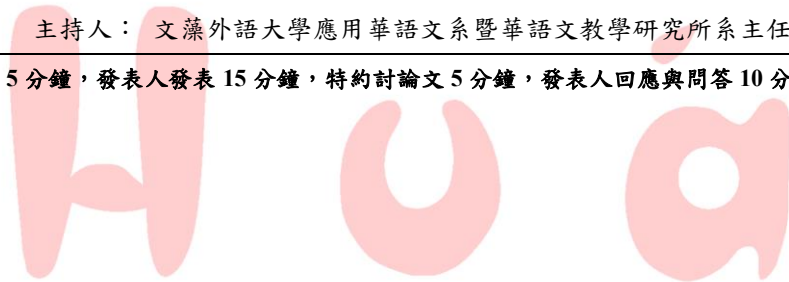 主持人： 文藻外語大學應用華語文系暨華語文教學研究所系主任
5 分鐘，發表人發表 15 分鐘，特約討論文 5 分鐘，發表人回應與問答 10 分
Huá